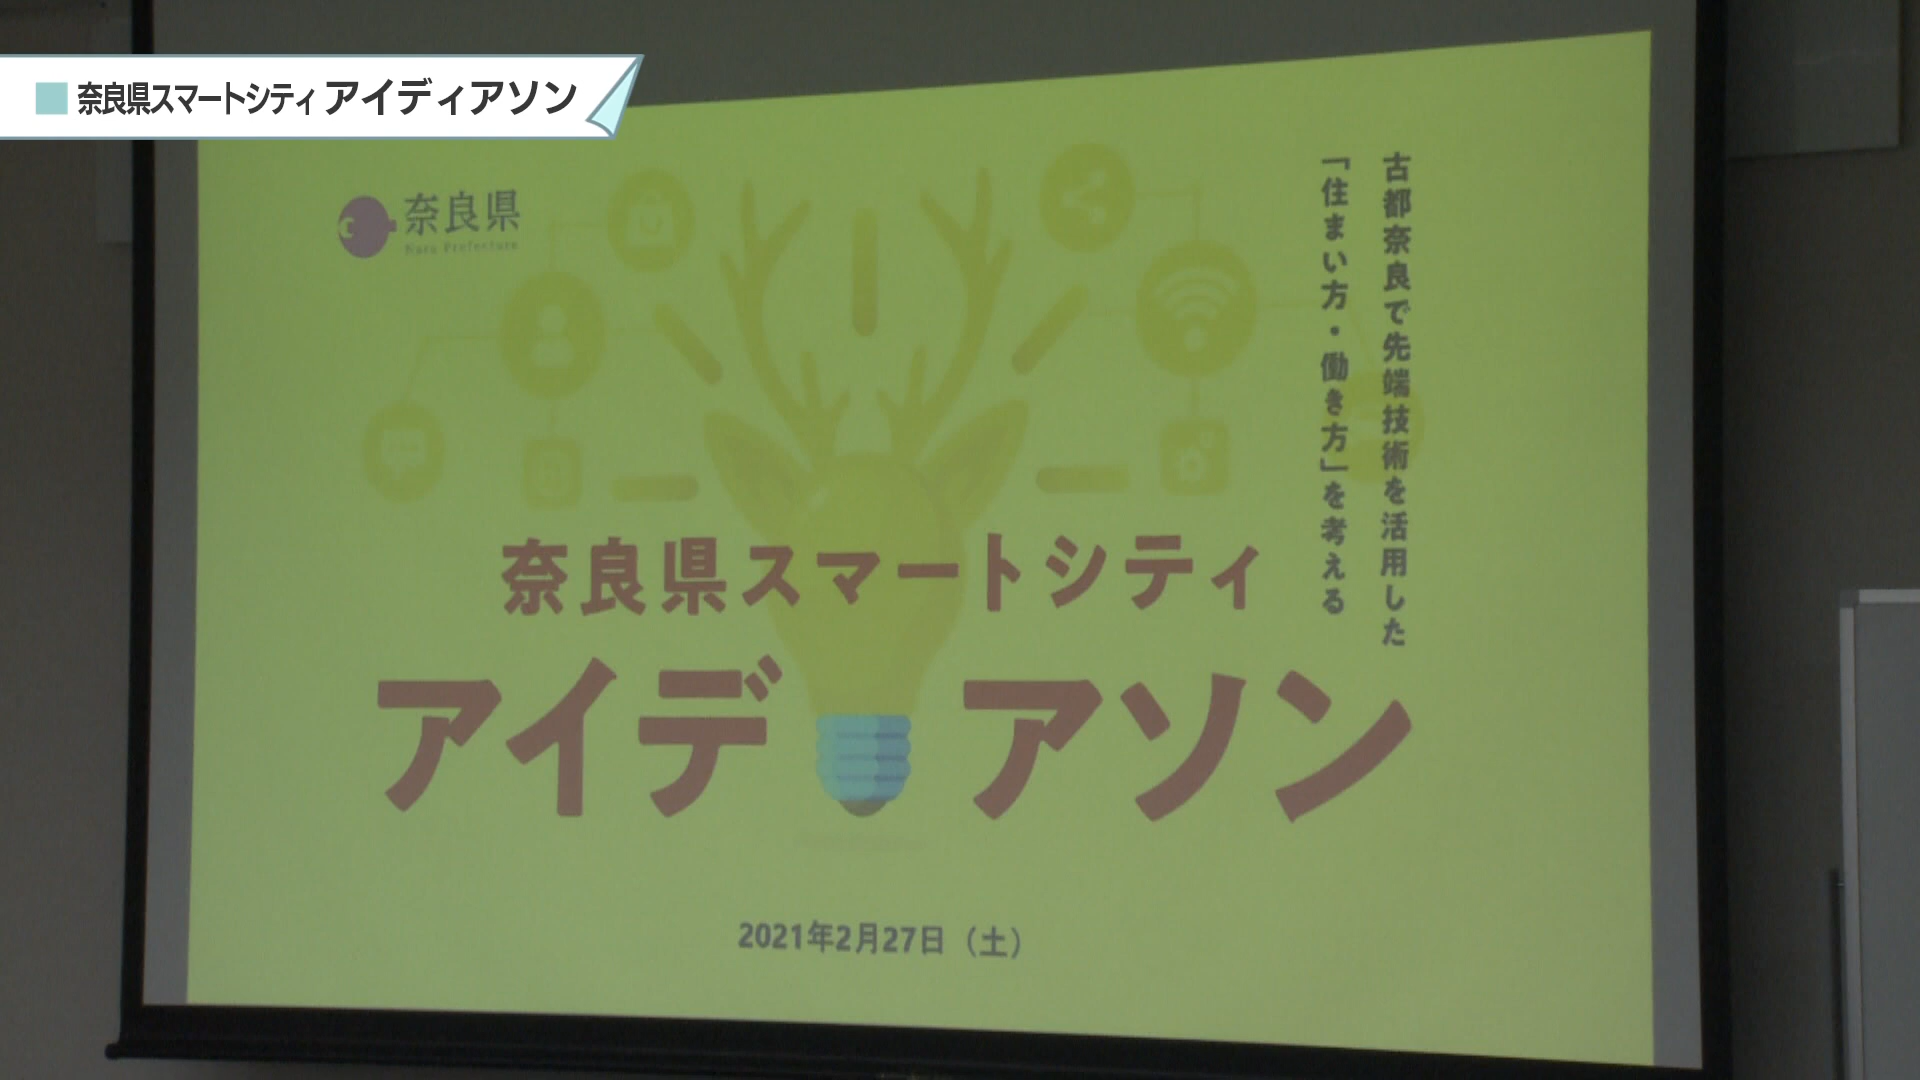 奈良県スマートシティ アイディアソン
奈良県
Nara Prefecture
古都奈良で先端技術を活用した
「住まい方・働き方」を考える
奈良県スマートシティ
アイデ アソン
2021年2月27日(土)